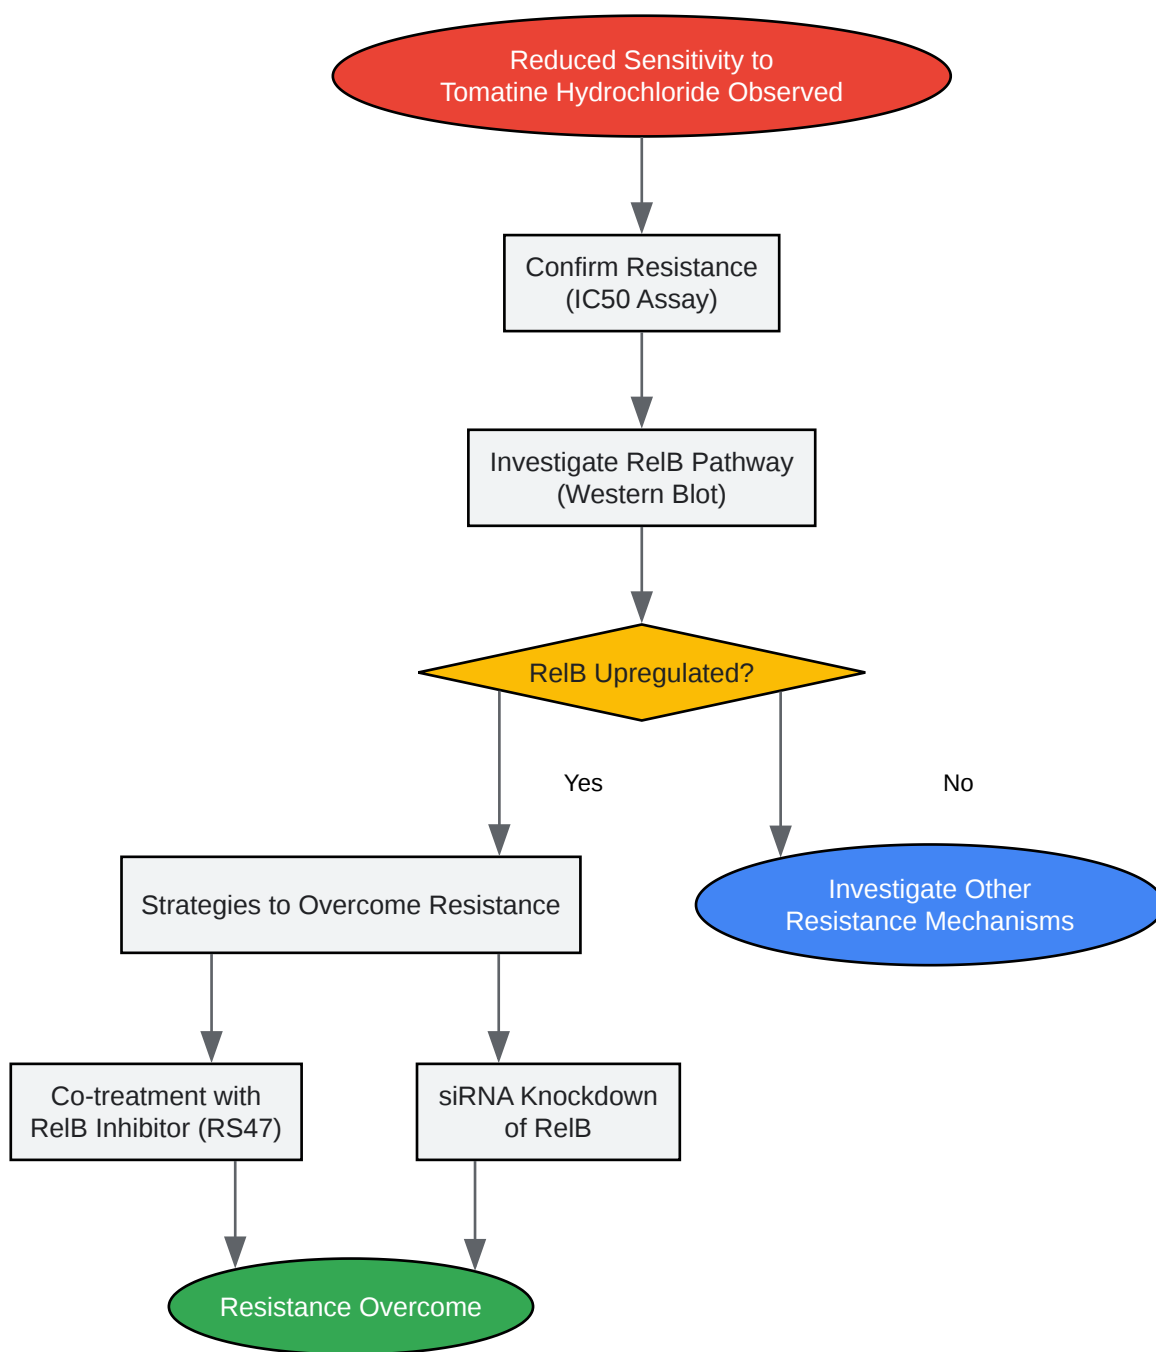 Reduced Sensitivity to
Tomatine Hydrochloride Observed
Confirm Resistance
(IC50 Assay)
Investigate RelB Pathway
(Western Blot)
RelB Upregulated?
Yes
No
Strategies to Overcome Resistance
Investigate Other
Resistance Mechanisms
Co-treatment with
RelB Inhibitor (RS47)
siRNA Knockdown
of RelB
Resistance Overcome